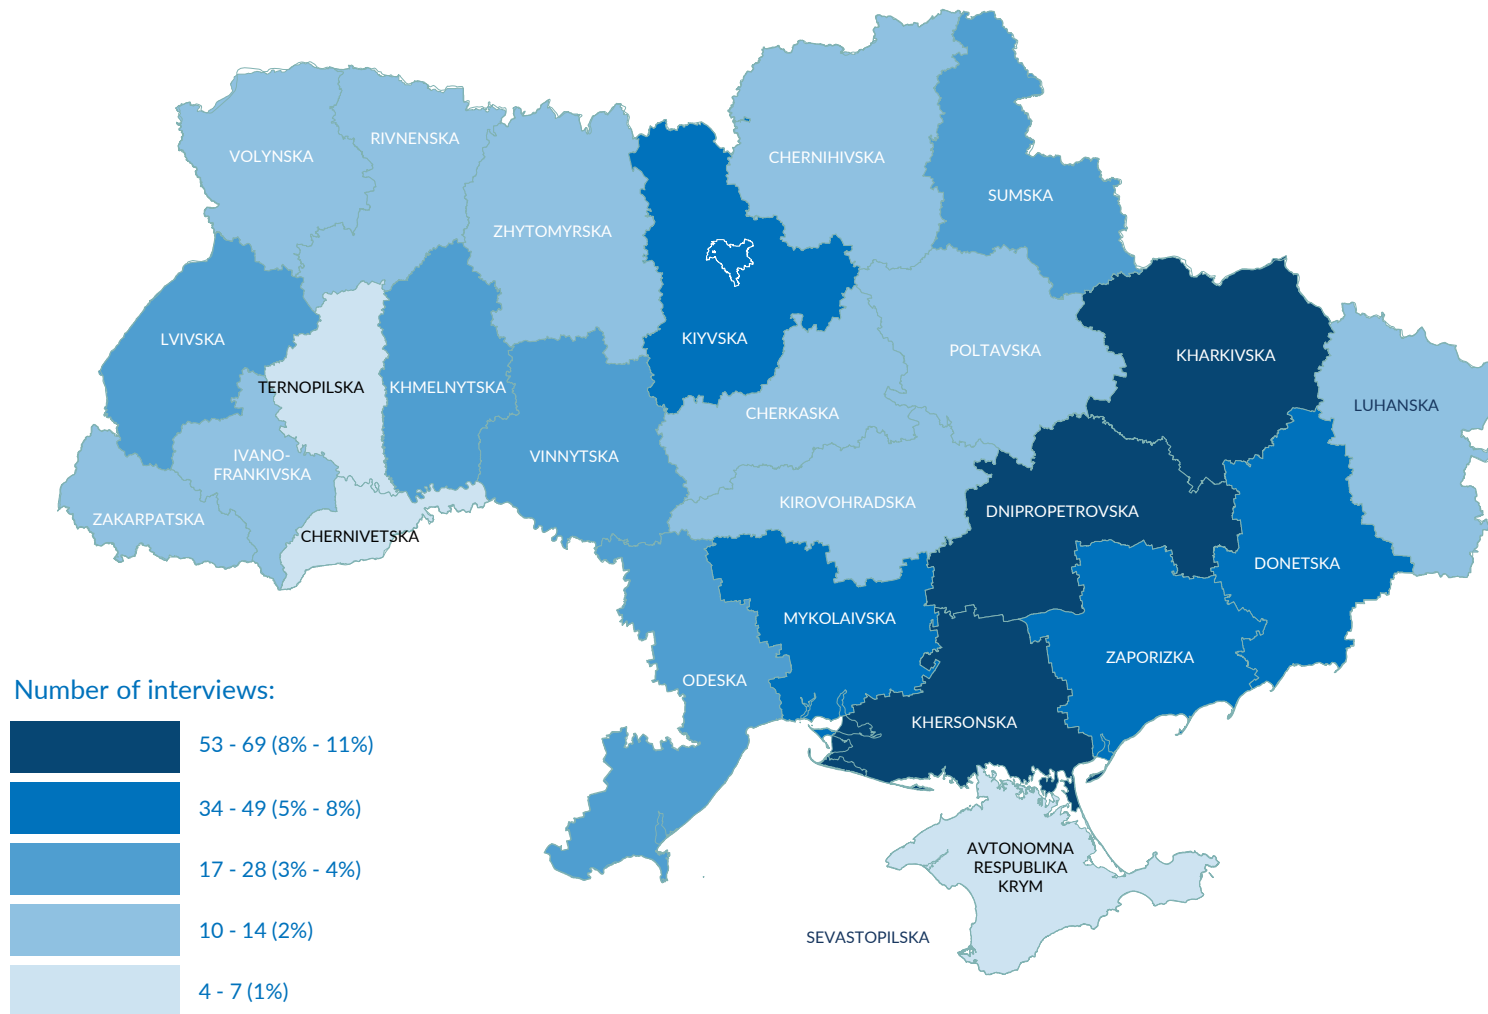 VOLYNSKA
RIVNENSKA
ZHYTOMYRSKA
CHERNIHIVSKA
SUMSKA
LVIVSKA
TERNOPILSKA
KHMELNYTSKA
KIYVSKA
POLTAVSKA
KHARKIVSKA
LUHANSKA
CHERKASKA
VINNYTSKA
IVANO-
FRANKIVSKA
ZAKARPATSKA
CHERNIVETSKA
KIROVOHRADSKA
DNIPROPETROVSKA
DONETSKA
MYKOLAIVSKA
ZAPORIZKA
ODESKA
KHERSONSKA
AVTONOMNA
RESPUBLIKA
KRYM
SEVASTOPILSKA
Number of interviews:
53 - 69 (8% - 11%)
34 - 49 (5% - 8%)
17 - 28 (3% - 4%)
10 - 14 (2%)
4 - 7 (1%)